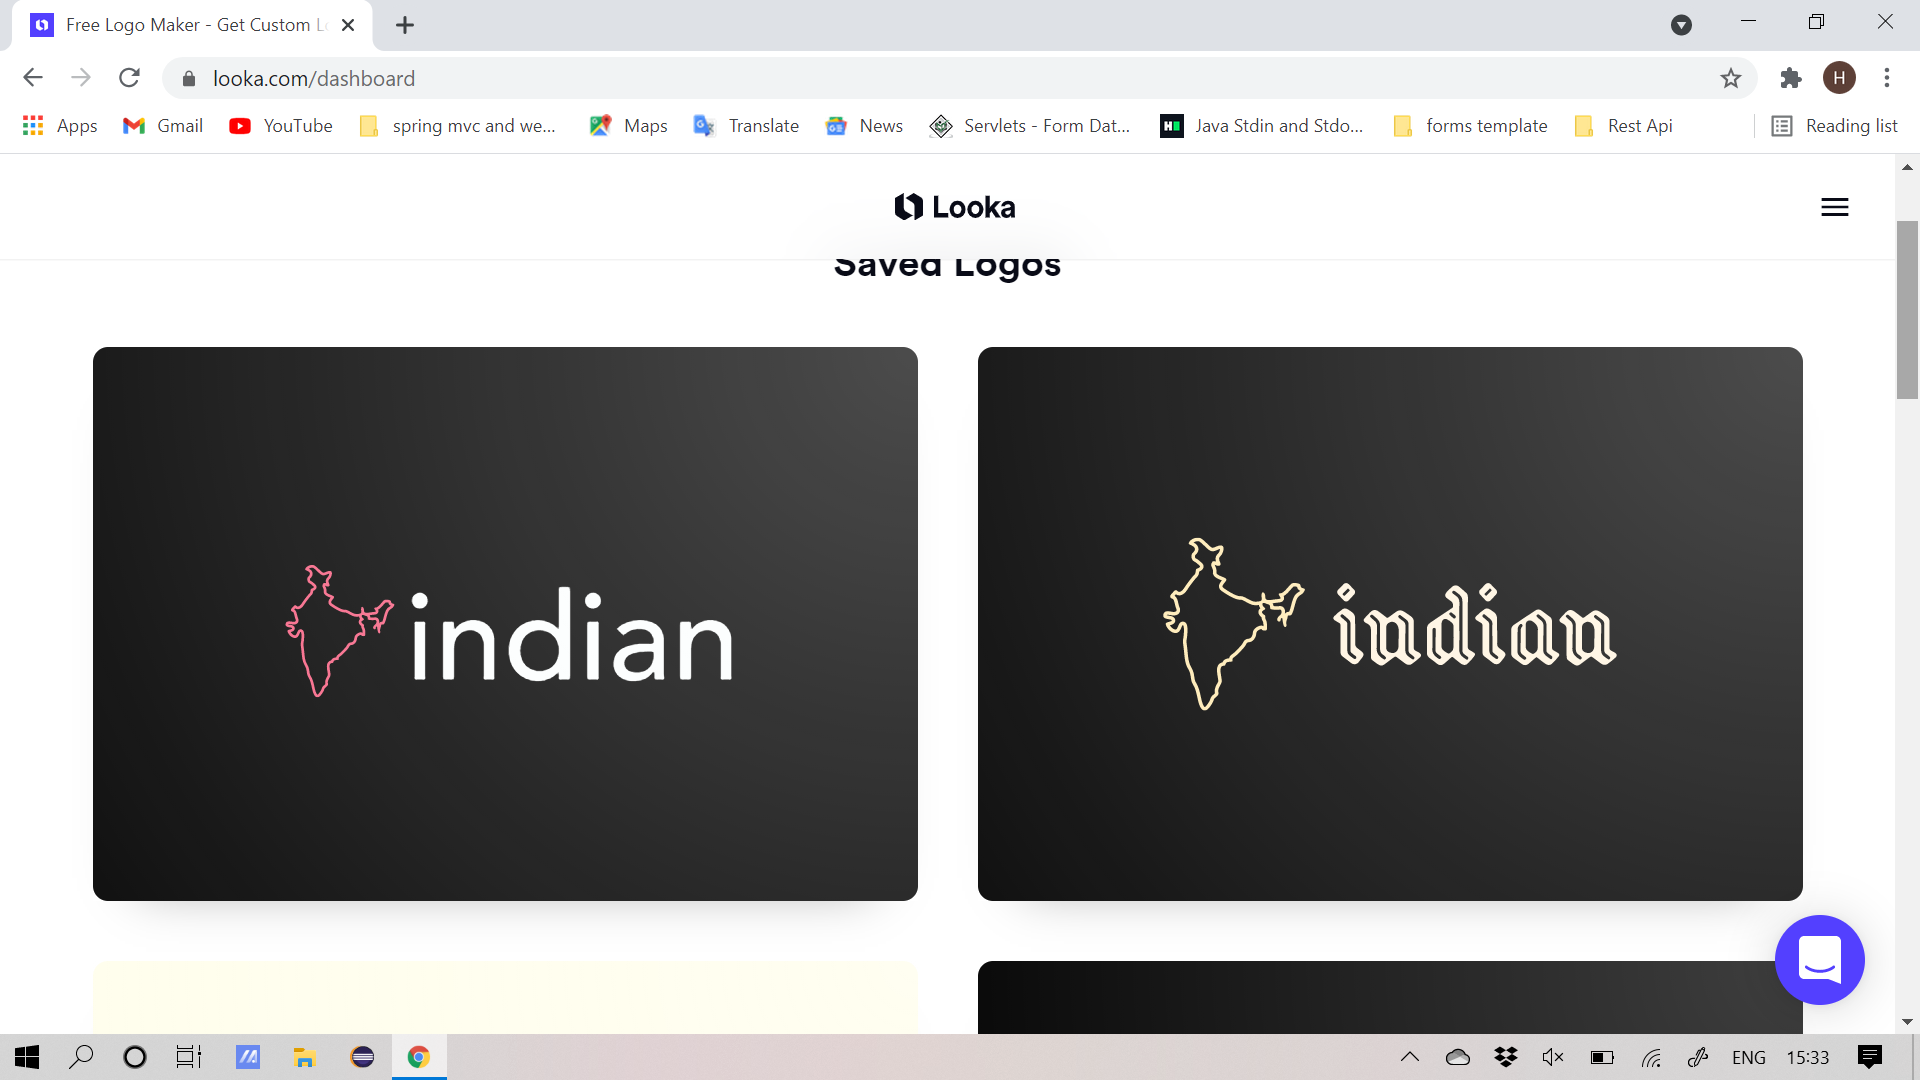 Free Logo Maker - Get Custom L
looka.com/dashboard
Apps
Gmail
YouTube
spring mvc and we...
Maps
Translate
News
Servlets - Form Dat...
Java Stdin and Stdo...
forms template
Rest Api
Reading list
H
Looka
Saved Logos
indian
indian
ENG
15:33